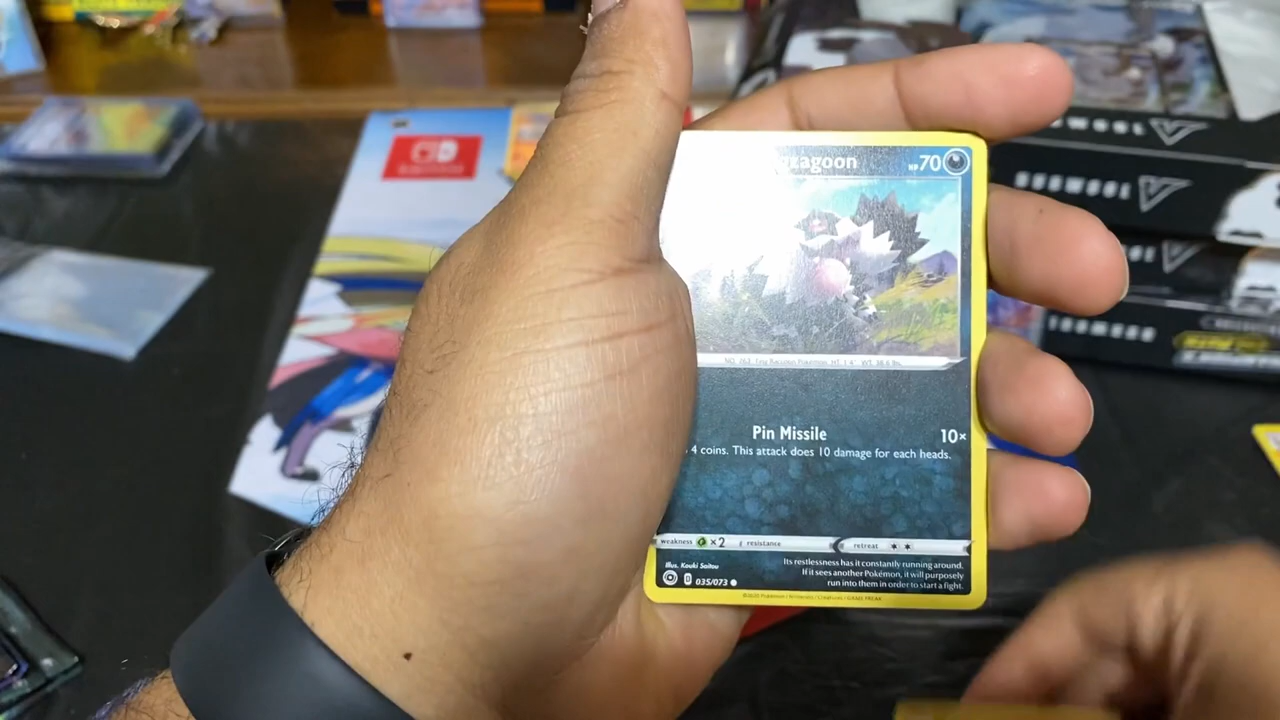 zagoon
HP 70
NO. 263 Tiny Raccoon Pokémon HT: 1'4" WT: 38.6 lbs.
Pin Missile 10×
4 coins. This attack does 10 damage for each heads.
weakness ×2 resistance retreat
Illus. Kouki Saitou
Its restlessness has it constantly running around.
If it sees another Pokémon, it will purposely
run into them in order to start a fight.
D 035/073
©2020 Pokémon / Nintendo / Creatures / GAME FREAK